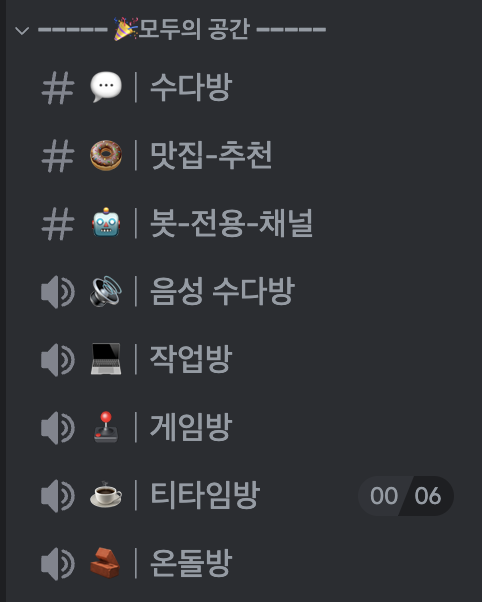 ----- 🎉모두의 공간 -----
# 💬｜수다방
# 🍩｜맛집-추천
# 🤖｜봇-전용-채널
🔊｜음성 수다방
💻｜작업방
🕹️｜게임방
☕｜티타임방 00 06
🧱｜온돌방